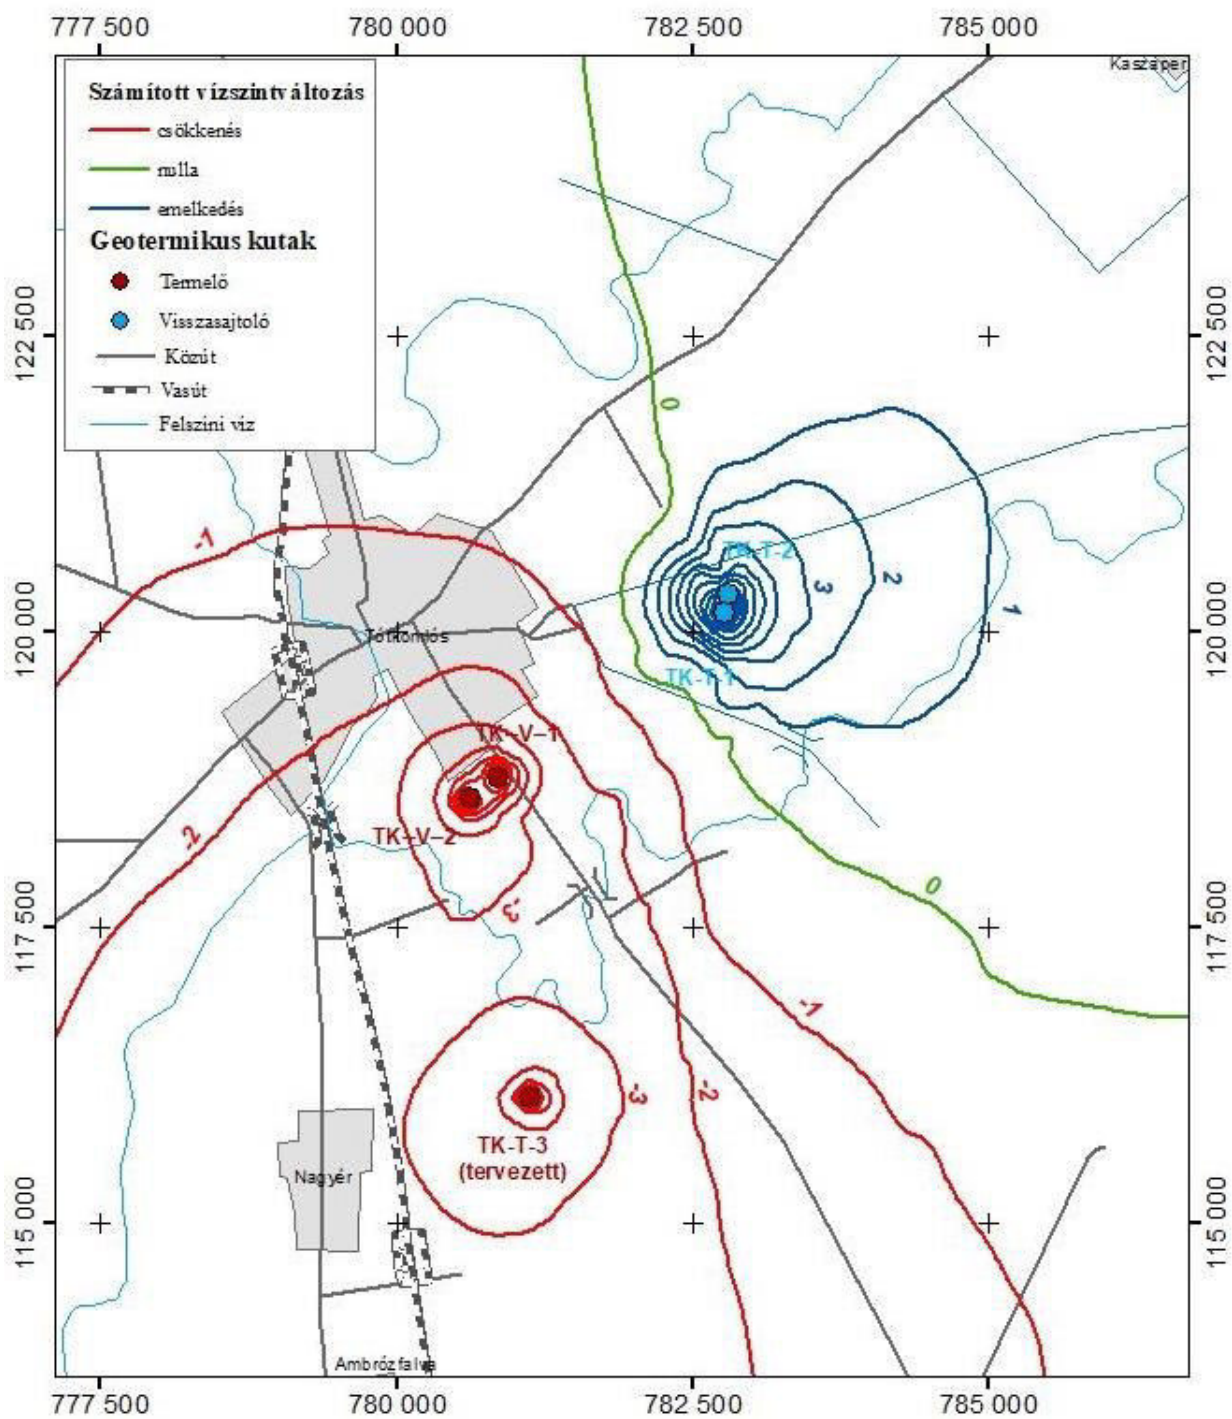 777 500 780 000 782 500 785 000
Kaszaper
Számított vízszintváltozás
csökkenés
nulla
emelkedés
Geotermikus kutak
Termelő
Visszasajtoló
Közút
Vasút
Felszíni víz
122 500
122 500
0
-1
TK-T-2
3
2
1
120 000
Tótkomlós
120 000
TK-T-1
TK-V-1
TK-V-2
-2
-3
0
117 500
117 500
-1
-3
-2
TK-T-3
(tervezett)
Nagyér
115 000
115 000
Ambrózfalva
777 500 780 000 782 500 785 000